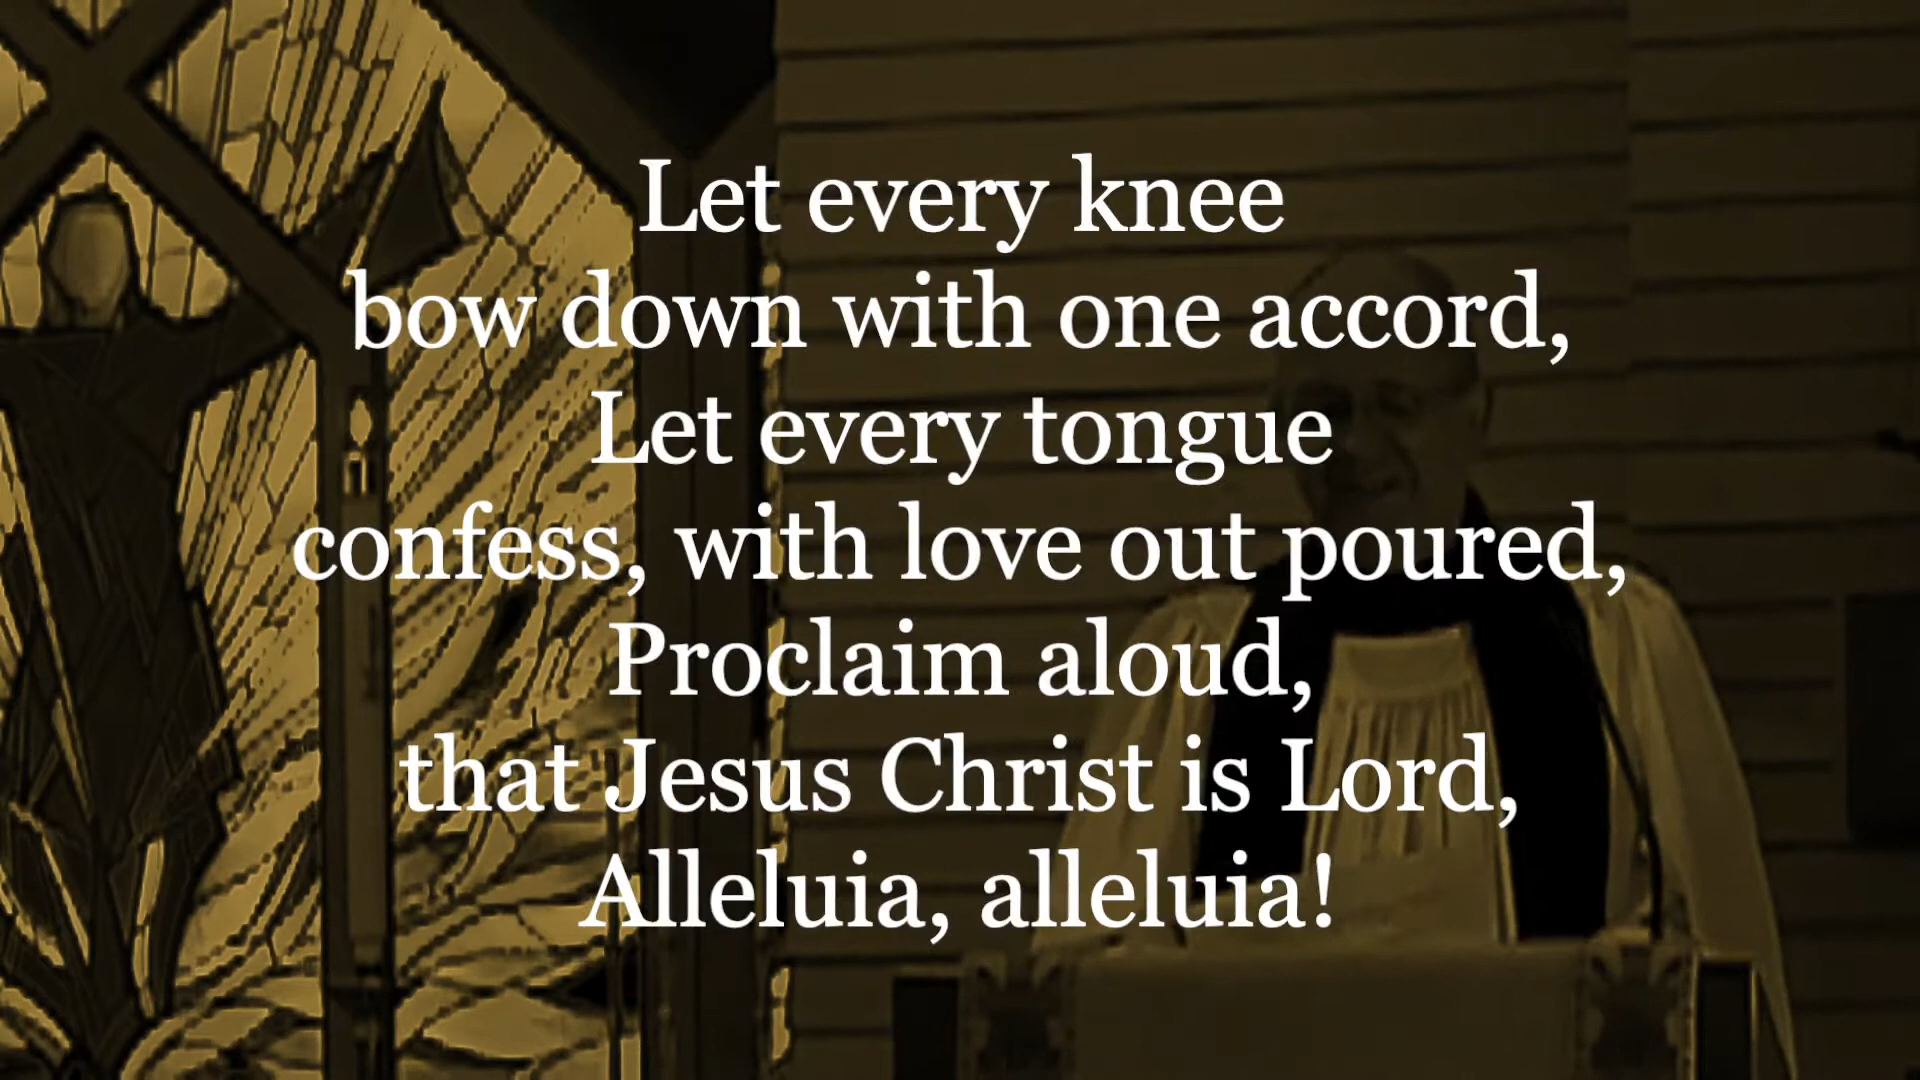 Let every knee
bow down with one accord,
Let every tongue
confess, with love out poured,
Proclaim aloud,
that Jesus Christ is Lord,
Alleluia, alleluia!